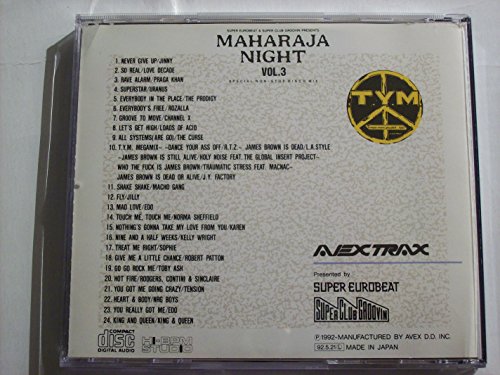 SUPER EUROBEAT & SUPER CLUB GROOVIN PRESENTS
MAHARAJA
NIGHT
VOL.3
SPECIAL NON-STOP DISCO MIX
1. NEVER GIVE UP/JINNY
2. SO REAL/LOVE DECADE
3. RAVE ALARM/PRAGA KHAN
4. SUPERSTAR/URANUS
5. EVERYBODY IN THE PLACE/THE PRODIGY
6. EVERYBODY'S FREE/ROZALLA
7. GROOVE TO MOVE/CHANNEL X
8. LET'S GET HIGH/LOADS OF ACID
9. ALL SYSTEMS(ARE GO)/THE CURSE
10. T.Y.M. MEGAMIX~ ~DANCE YOUR ASS OFF/R.T.Z.~ JAMES BROWN IS DEAD/L.A.STYLE
~JAMES BROWN IS STILL ALIVE/HOLY NOISE FEAT.THE GLOBAL INSERT PROJECT~
WHO THE FUCK IS JAMES BROWN/TRAUMATIC STRESS FEAT. MACNAC~
JAMES BROWN IS DEAD OR ALIVE/J.Y. FACTORY
11. SHAKE SHAKE/MACHO GANG
12. FLY/JILLY
13. MAD LOVE/EDO
14. TOUCH ME, TOUCH ME/NORMA SHEFFIELD
15. NOTHING'S GONNA TAKE MY LOVE FROM YOU/KAREN
16. NINE AND A HALF WEEKS/KELLY WRIGHT
17. TREAT ME RIGHT/SOPHIE
18. GIVE ME A LITTLE CHANCE/ROBERT PATTON
19. GO GO ROCK ME/TOBY ASH
20. HOT FIRE/RODGERS, CONTINI & SINCLAIRE
21. YOU GOT ME GOING CRAZY/TENSION
22. HEART & BODY/NRG BOYS
23. YOU REALLY GOT ME/EDO
24. KING AND QUEEN/KING & QUEEN
T.Y.M
AVEX TRAX
Presented by
SUPER EUROBEAT
SUPER CLUB GROOVIN
COMPACT
disc
DIGITAL AUDIO
HI-BPM
STUDIO
℗1992-MANUFACTURED BY AVEX D.D. INC.
92.5.21 L MADE IN JAPAN